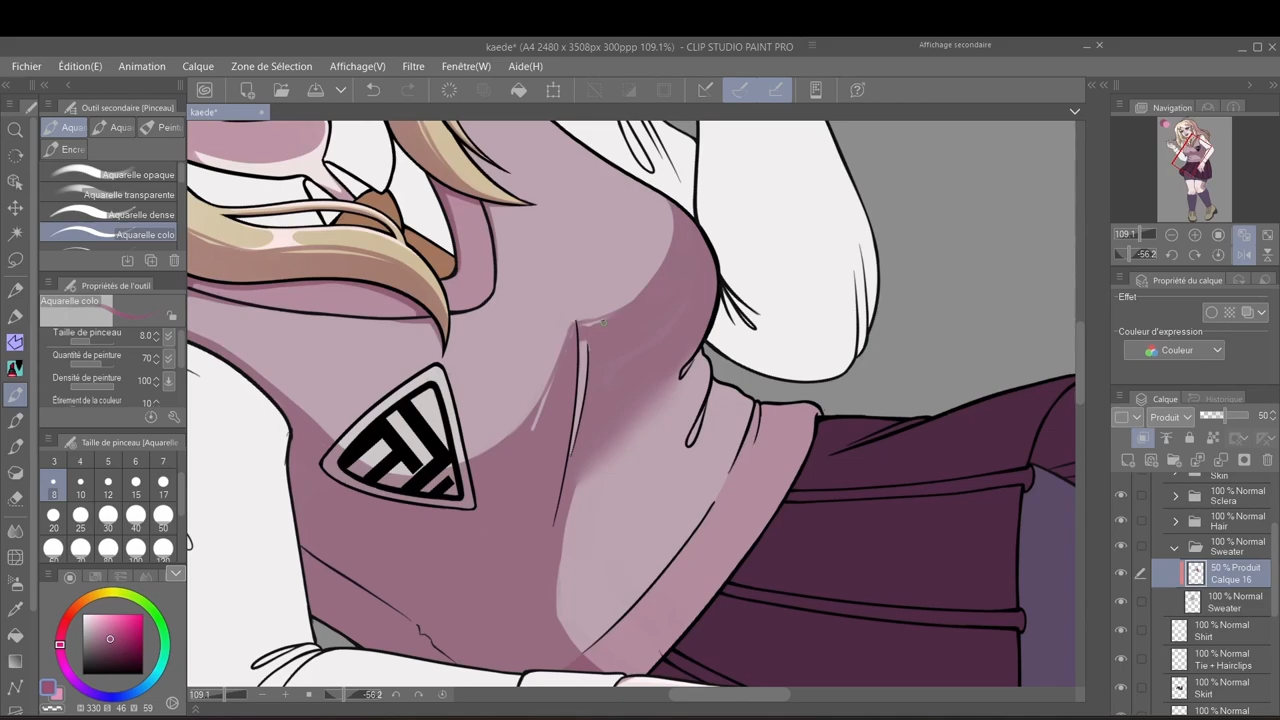 kaede* (A4 2480 x 3508px 300ppp 109.1%) - CLIP STUDIO PAINT PRO
Affichage secondaire
Fichier Édition(E) Animation Calque Zone de Sélection Affichage(V) Filtre Fenêtre(W) Aide(H)
Outil secondaire [Pinceau]
kaede*
Navigation
Aqua Aqua Peint
Encre
Aquarelle opaque
Aquarelle transparente
Aquarelle dense
Aquarelle colo
109.1
-56.2
Propriétés de l'outil
Propriété du calque
Aquarelle colo
Effet
Taille de pinceau 8.0
Couleur d'expression
Quantité de peinture 70
Couleur
Densité de peinture 100
Étirement de la couleur 10
Calque Historique
Produit 50
Taille de pinceau [Aquarelle
3 4 5 6 7
8 10 12 15 17
20 25 30 40 50
Skin
100 % Normal
Sclera
100 % Normal
Hair
100 % Normal
Sweater
50 % Produit
Calque 16
100 % Normal
Sweater
100 % Normal
Shirt
100 % Normal
Tie + Hairclips
100 % Normal
Skirt
100 % Normal
109.1 -56.2
H 330 S 46 V 59